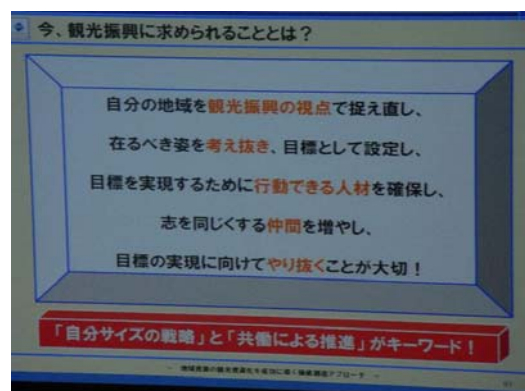 今、観光振興に求められることとは？
自分の地域を観光振興の視点で捉え直し、
在るべき姿を考え抜き、目標として設定し、
目標を実現するために行動できる人材を確保し、
志を同じくする仲間を増やし、
目標の実現に向けてやり抜くことが大切！
「自分サイズの戦略」と「共働による推進」がキーワード！